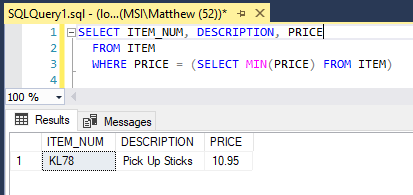 SQLQuery1.sql - (lo...(MSI\Matthew (52))*
1 SELECT ITEM_NUM, DESCRIPTION, PRICE
2 FROM ITEM
3 WHERE PRICE = (SELECT MIN(PRICE) FROM ITEM)
4
100 %
Results Messages
ITEM_NUM DESCRIPTION PRICE
1 KL78 Pick Up Sticks 10.95